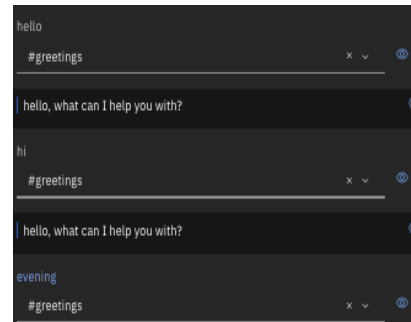 hello
#greetings
hello, what can I help you with?
hi
#greetings
hello, what can I help you with?
evening
#greetings